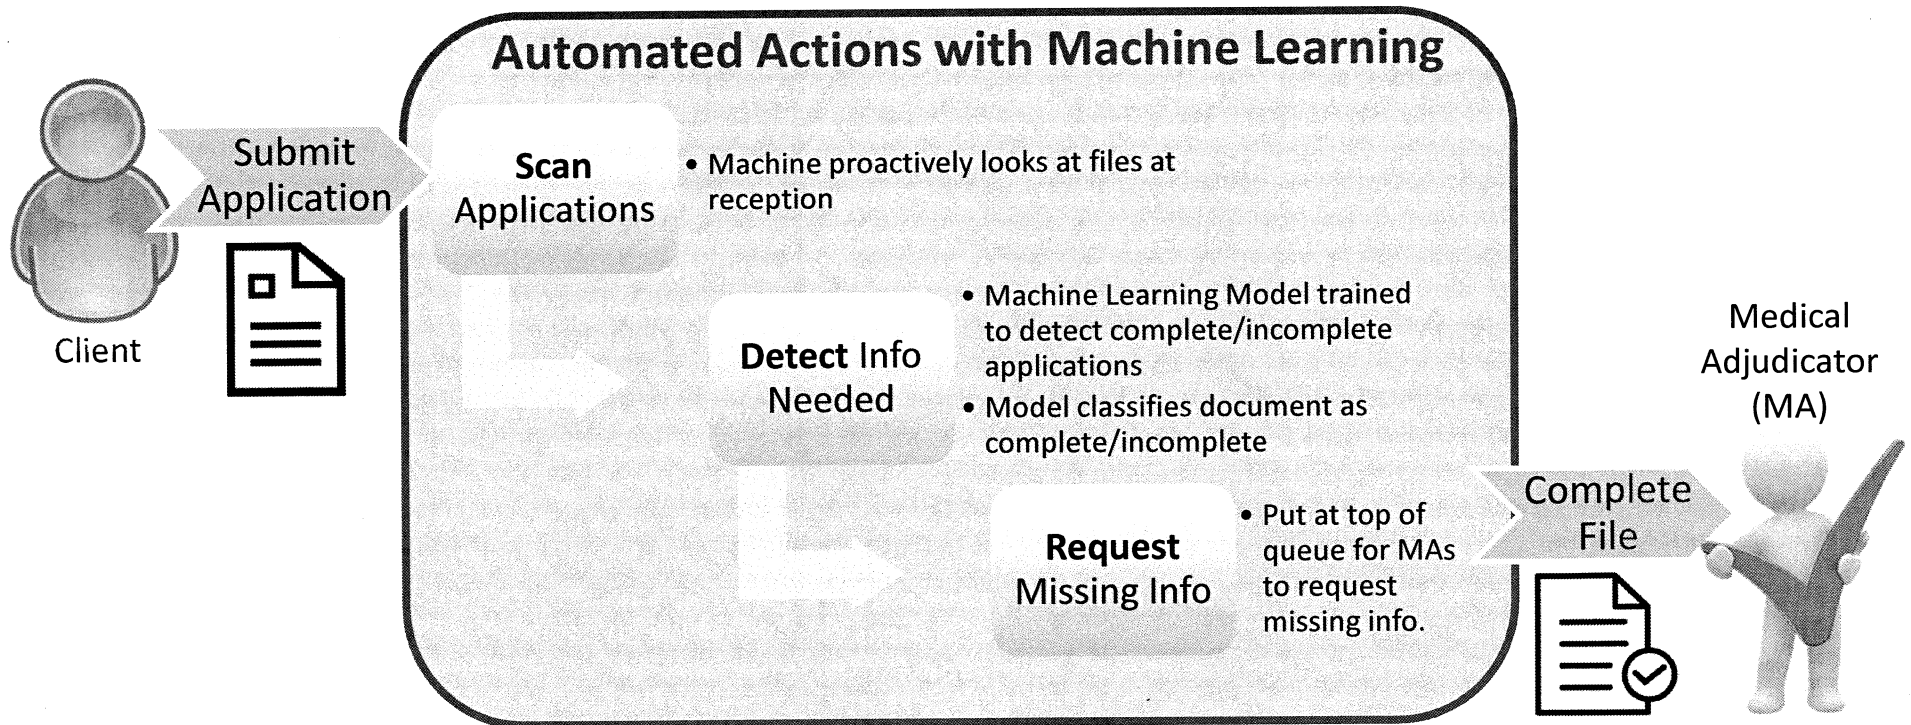 Automated Actions with Machine Learning
Client
Submit
Application
Scan
Applications
• Machine proactively looks at files at
reception
Detect Info
Needed
• Machine Learning Model trained
to detect complete/incomplete
applications
• Model classifies document as
complete/incomplete
Request
Missing Info
• Put at top of
queue for MAs
to request
missing info.
Complete
File
Medical
Adjudicator
(MA)